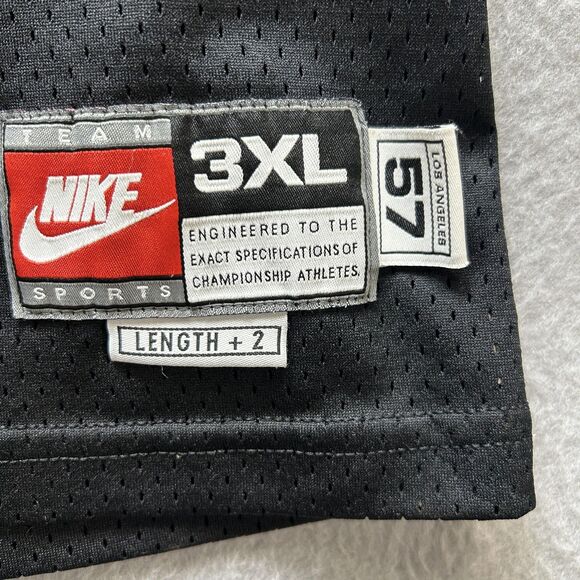 TEAM
NIKE
SPORTS
3XL
ENGINEERED TO THE
EXACT SPECIFICATIONS OF
CHAMPIONSHIP ATHLETES.
LENGTH + 2
57
LOS ANGELES